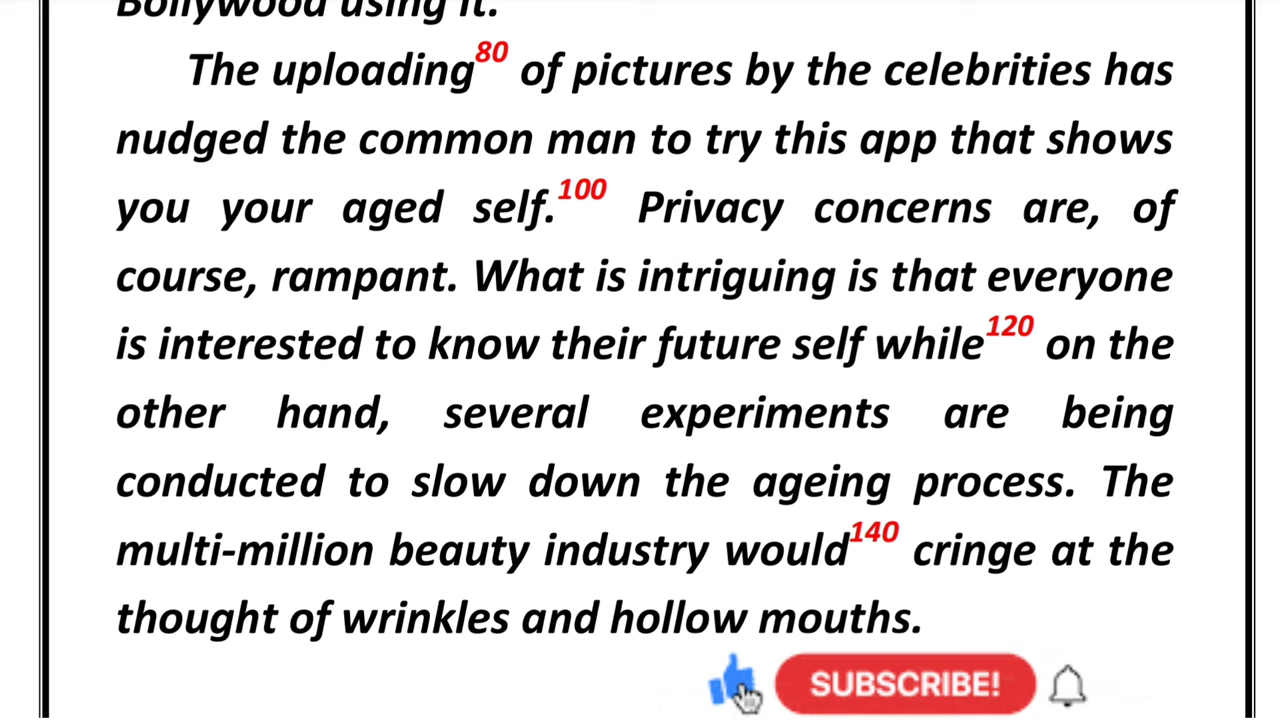 Bollywood using it.
The uploading80 of pictures by the celebrities has
nudged the common man to try this app that shows
you your aged self.100 Privacy concerns are, of
course, rampant. What is intriguing is that everyone
is interested to know their future self while120 on the
other hand, several experiments are being
conducted to slow down the ageing process. The
multi-million beauty industry would140 cringe at the
thought of wrinkles and hollow mouths.
SUBSCRIBE!